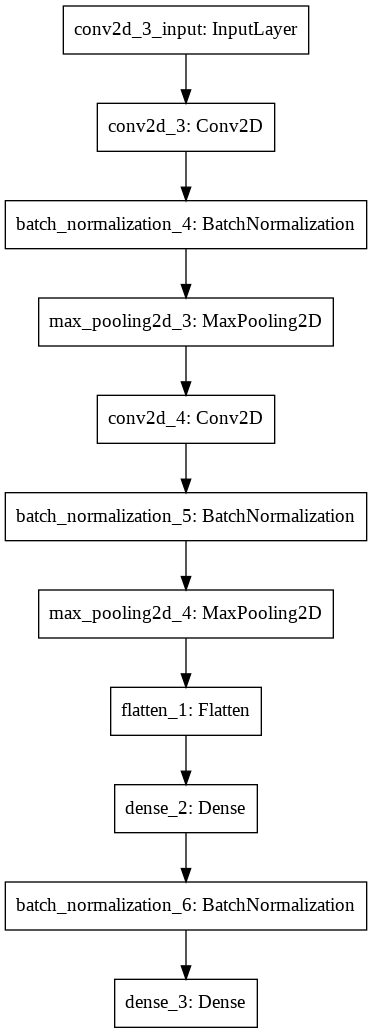 conv2d_3_input: InputLayer
conv2d_3: Conv2D
batch_normalization_4: BatchNormalization
max_pooling2d_3: MaxPooling2D
conv2d_4: Conv2D
batch_normalization_5: BatchNormalization
max_pooling2d_4: MaxPooling2D
flatten_1: Flatten
dense_2: Dense
batch_normalization_6: BatchNormalization
dense_3: Dense